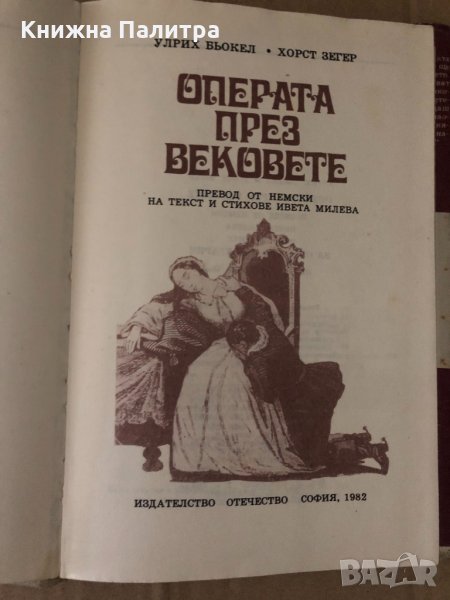 Книжна Палитра
УЛРИХ БЬОКЕЛ • ХОРСТ ЗЕГЕР
ОПЕРАТА
ПРЕЗ
ВЕКОВЕТЕ
ПРЕВОД ОТ НЕМСКИ
НА ТЕКСТ И СТИХОВЕ ИВЕТА МИЛЕВА
ИЗДАТЕЛСТВО ОТЕЧЕСТВО СОФИЯ, 1982
BAZAR